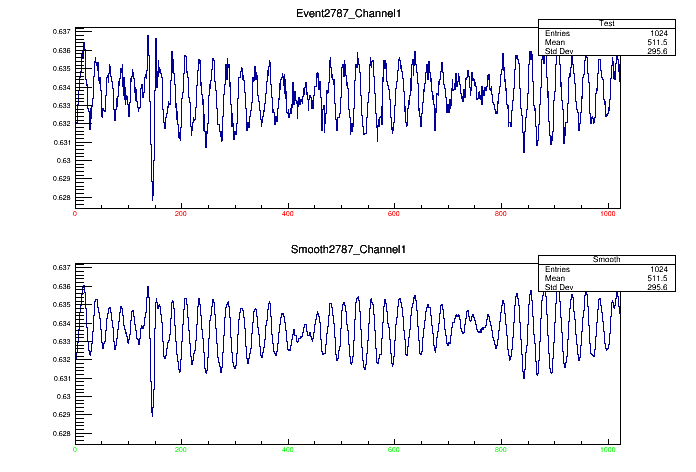 Event2787_Channel1
Test
Entries 1024
Mean 511.5
Std Dev 295.6
0.637
0.636
0.635
0.634
0.633
0.632
0.631
0.63
0.629
0.628
0 200 400 600 800 1000
Smooth2787_Channel1
Smooth
Entries 1024
Mean 511.5
Std Dev 295.6
0.637
0.636
0.635
0.634
0.633
0.632
0.631
0.63
0.629
0.628
0 200 400 600 800 1000